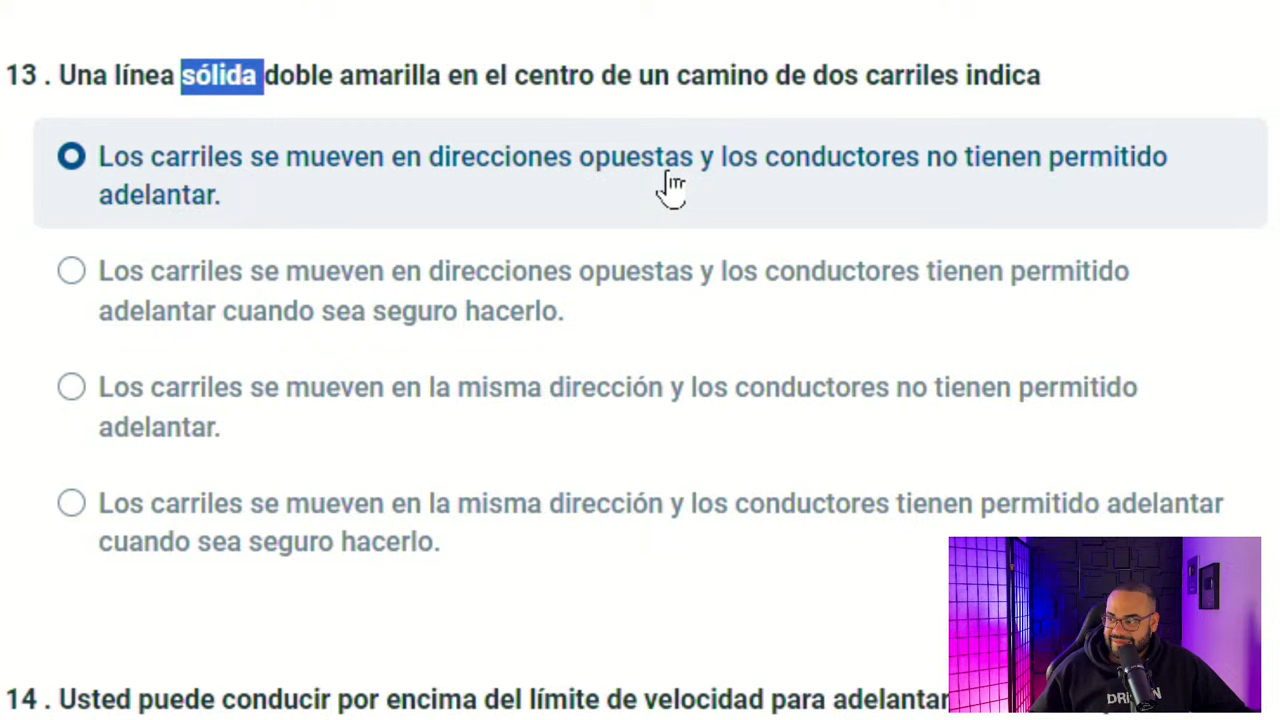 13 . Una línea sólida doble amarilla en el centro de un camino de dos carriles indica
Los carriles se mueven en direcciones opuestas y los conductores no tienen permitido
adelantar.
Los carriles se mueven en direcciones opuestas y los conductores tienen permitido
adelantar cuando sea seguro hacerlo.
Los carriles se mueven en la misma dirección y los conductores no tienen permitido
adelantar.
Los carriles se mueven en la misma dirección y los conductores tienen permitido adelantar
cuando sea seguro hacerlo.
14 . Usted puede conducir por encima del límite de velocidad para adelantar